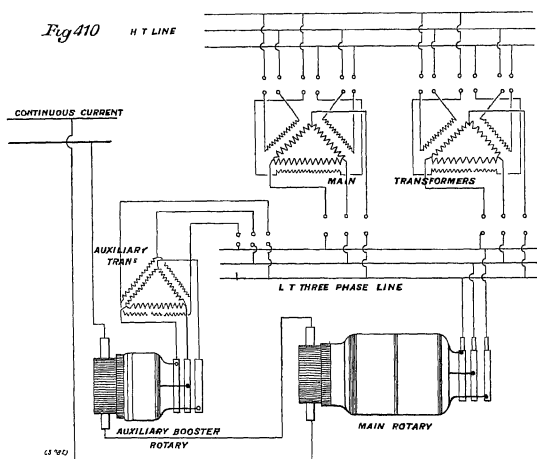 Fig 410
H T LINE
CONTINUOUS CURRENT
MAIN TRANSFORMERS
AUXILIARY
TRANS
L T THREE PHASE LINE
AUXILIARY BOOSTER
ROTARY
MAIN ROTARY